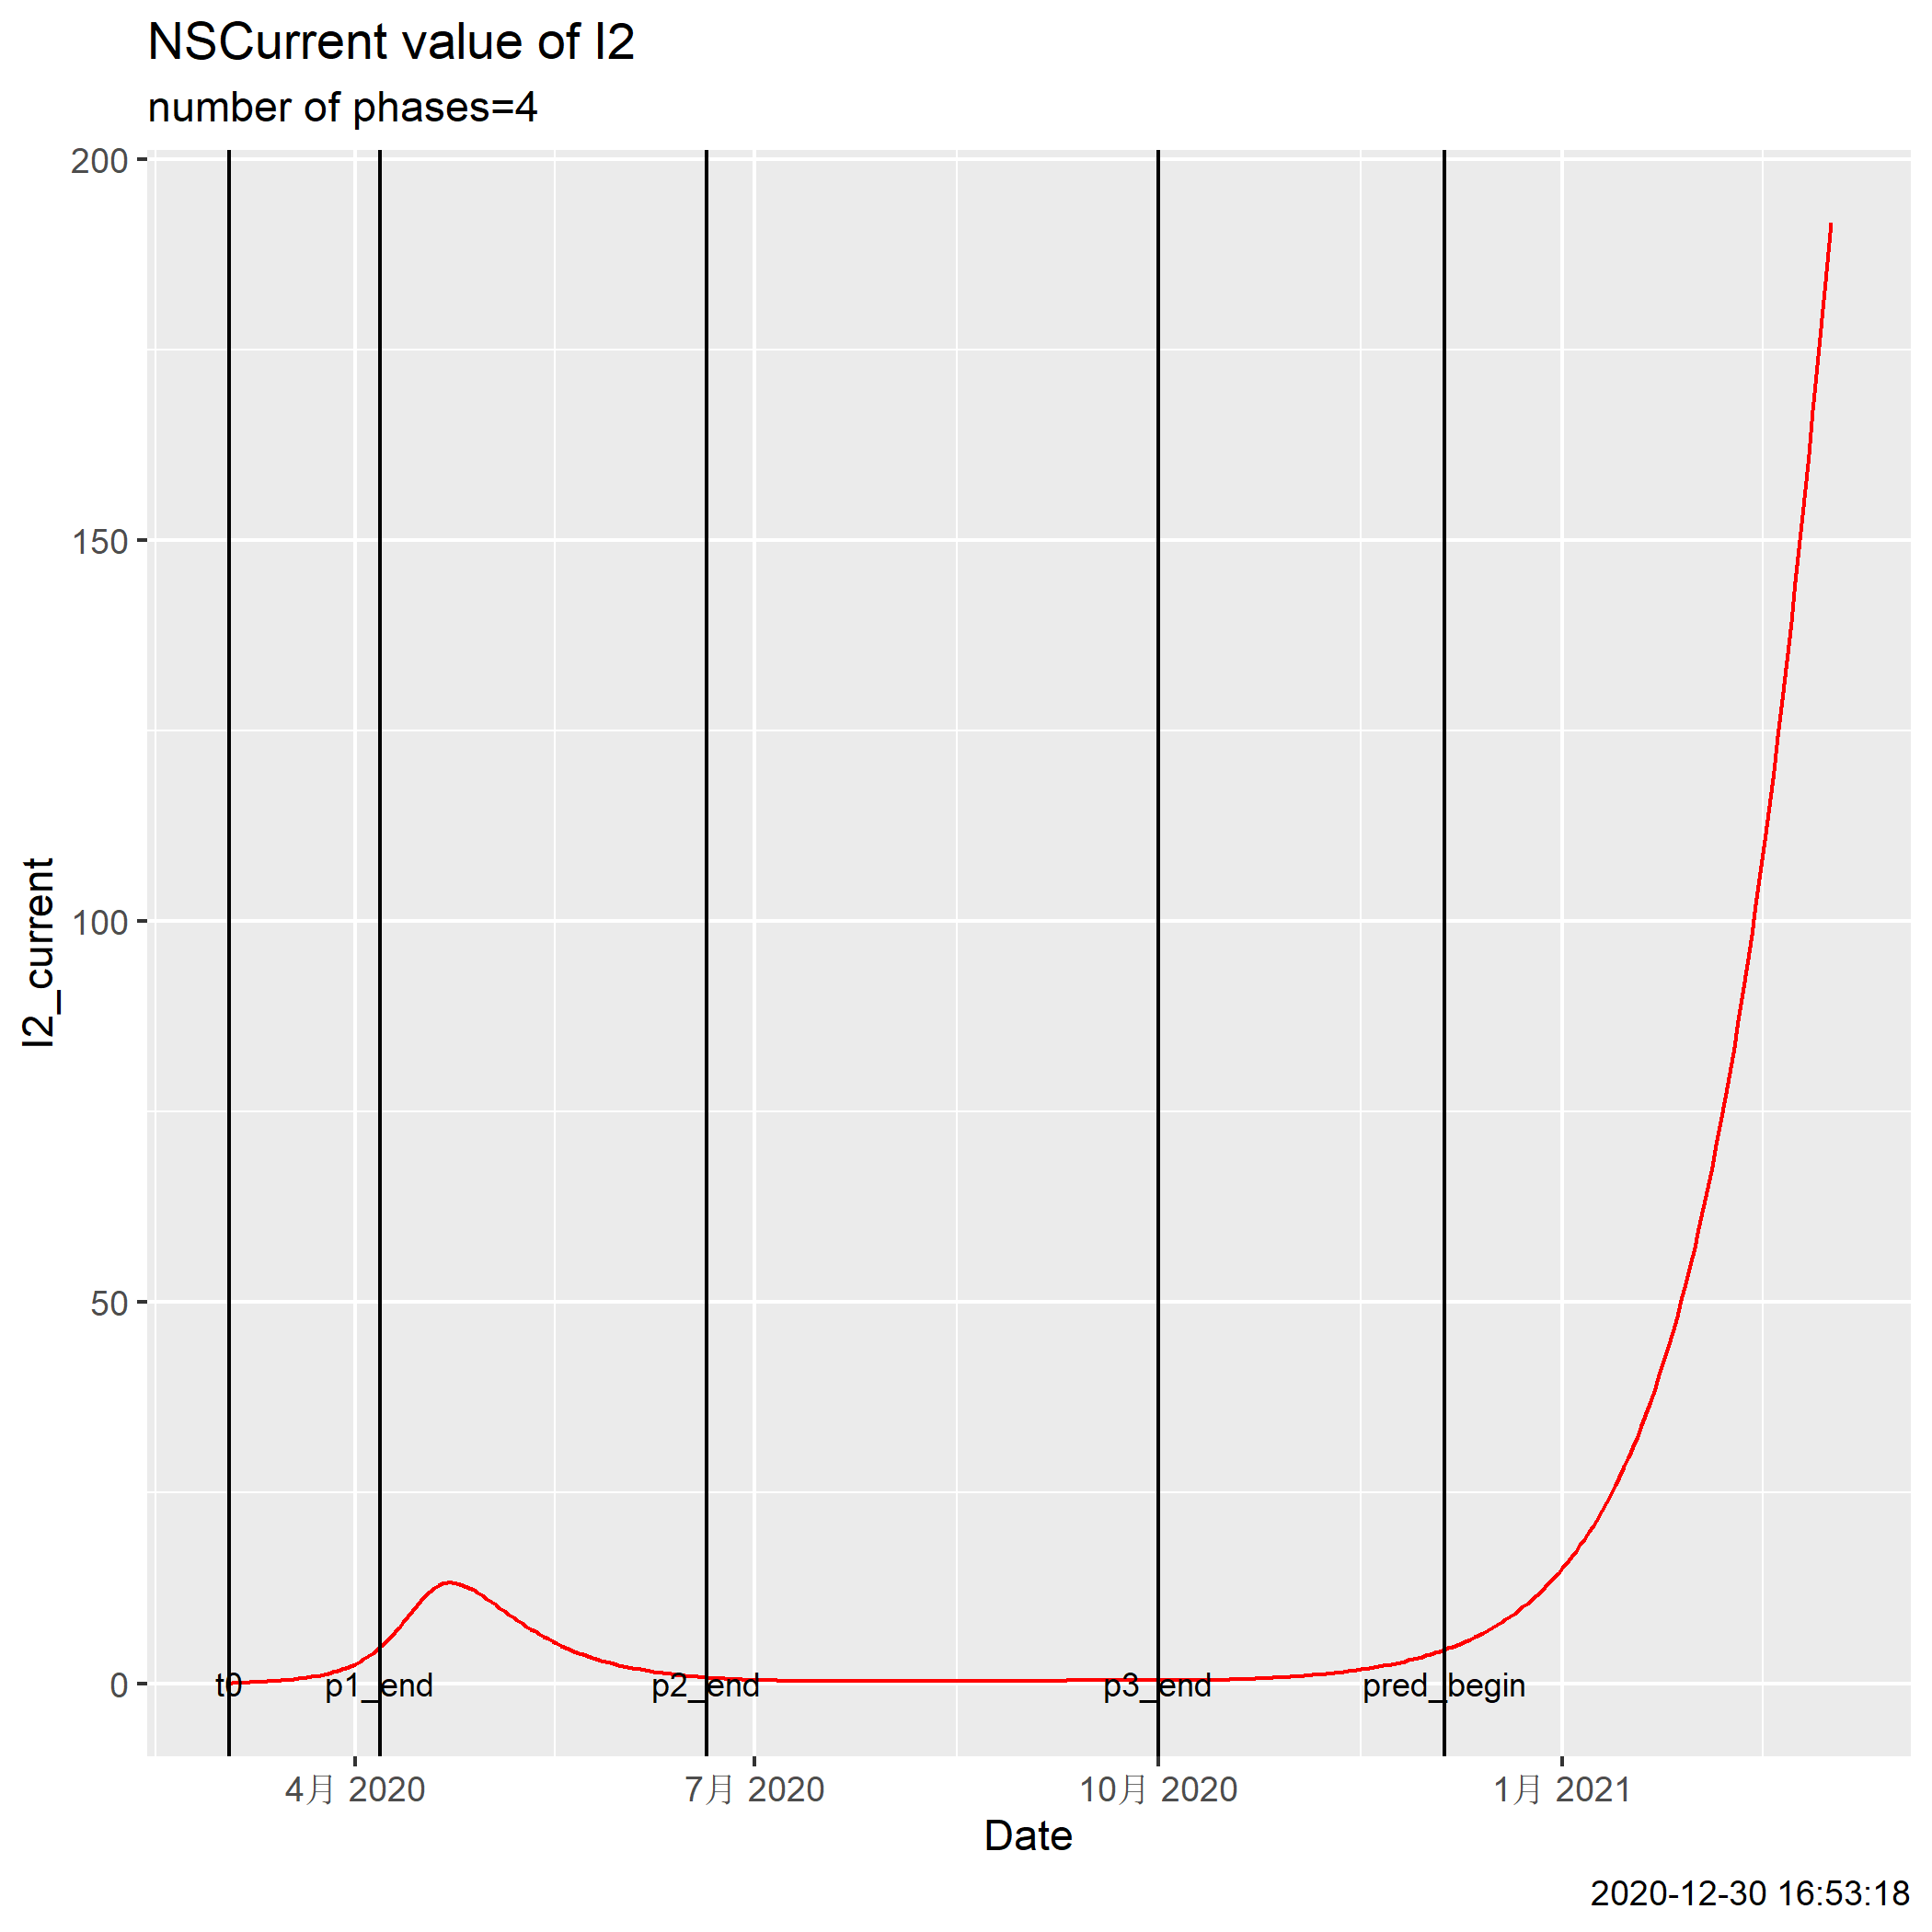 NSCurrent value of I2
number of phases=4
200
150
100
50
0
I2_current
t0 p1_end p2_end p3_end pred_begin
4月 2020 7月 2020 10月 2020 1月 2021
Date
2020-12-30 16:53:18